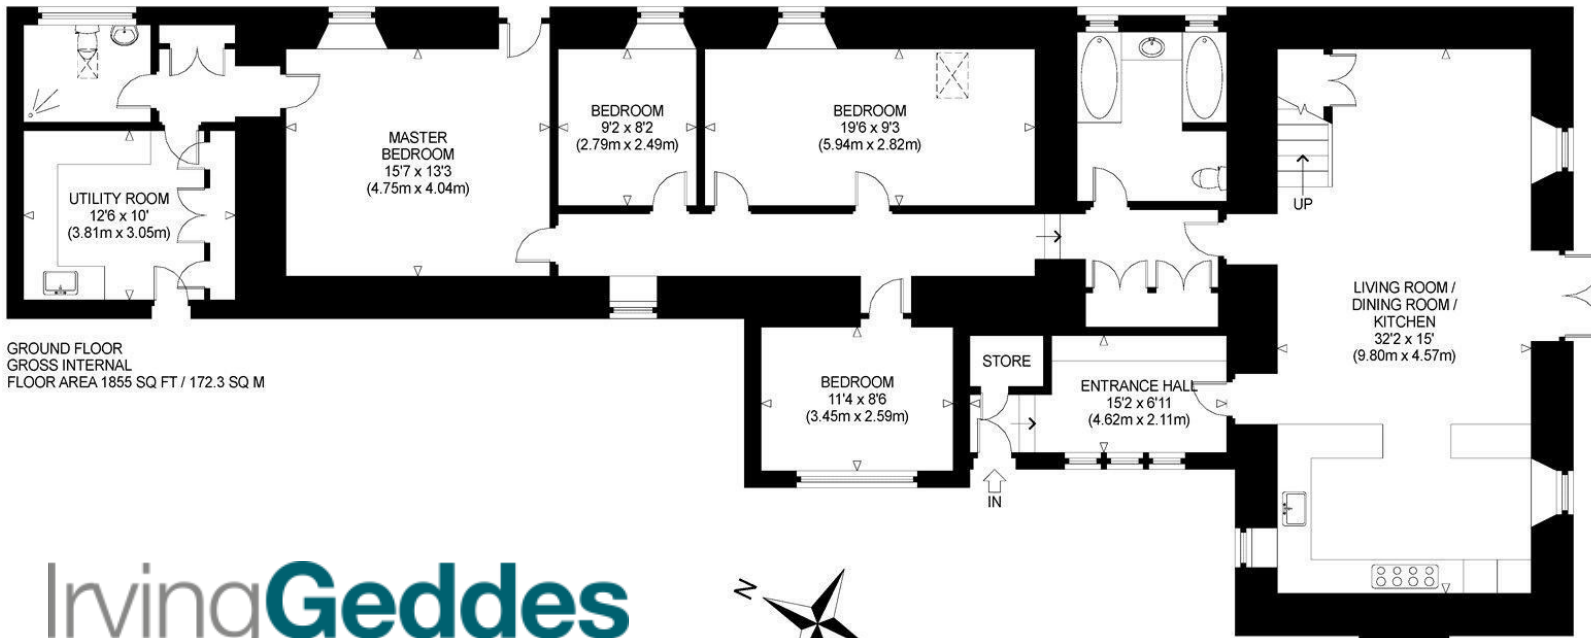 MASTER
BEDROOM
15'7 x 13'3
(4.75m x 4.04m)
BEDROOM
9'2 x 8'2
(2.79m x 2.49m)
BEDROOM
19'6 x 9'3
(5.94m x 2.82m)
UTILITY ROOM
12'6 x 10'
(3.81m x 3.05m)
UP
LIVING ROOM /
DINING ROOM /
KITCHEN
32'2 x 15'
(9.80m x 4.57m)
GROUND FLOOR
GROSS INTERNAL
FLOOR AREA 1855 SQ FT / 172.3 SQ M
BEDROOM
11'4 x 8'6
(3.45m x 2.59m)
STORE
ENTRANCE HALL
15'2 x 6'11
(4.62m x 2.11m)
IN
IrvingGeddes
N